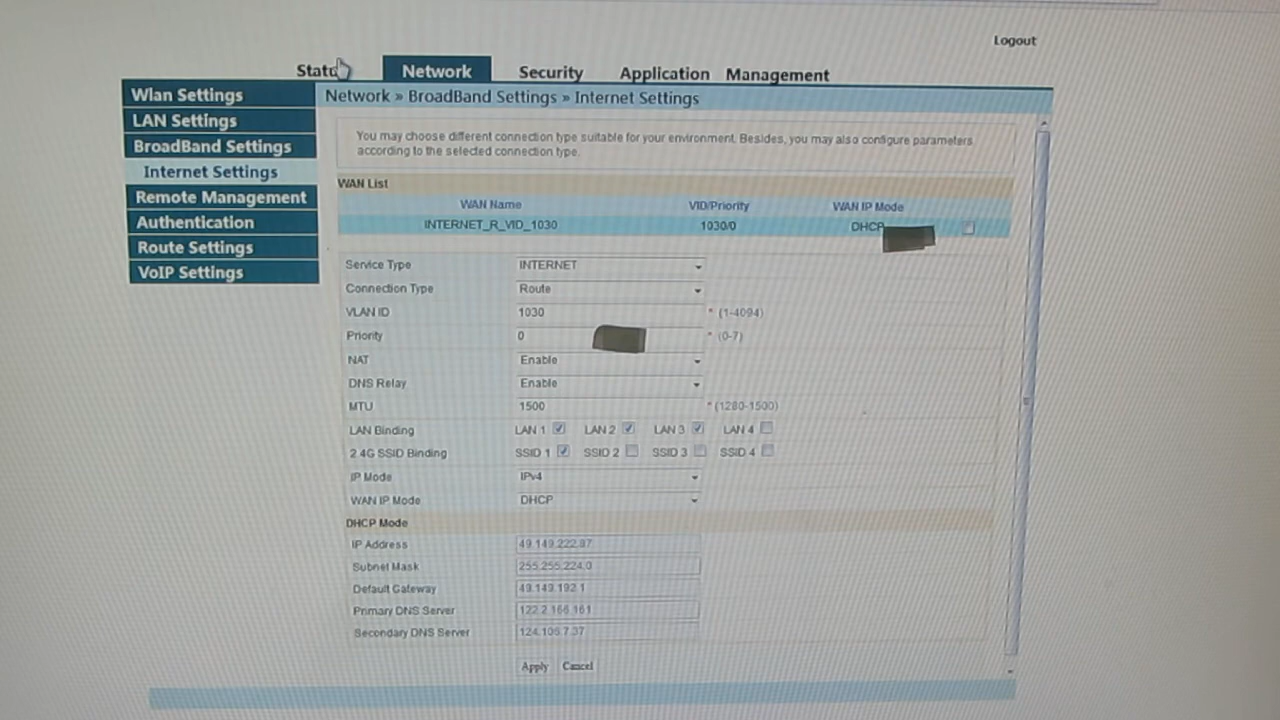 Logout
Status Network Security Application Management
Wlan Settings
LAN Settings
BroadBand Settings
Internet Settings
Remote Management
Authentication
Route Settings
VoIP Settings
Network » BroadBand Settings » Internet Settings
You may choose different connection type suitable for your environment. Besides, you may also configure parameters
according to the selected connection type.
WAN List
WAN Name VID/Priority WAN IP Mode
INTERNET_R_VID_1030 1030/0 DHCP
Service Type INTERNET
Connection Type Route
VLAN ID 1030 * (1-4094)
Priority 0 * (0-7)
NAT Enable
DNS Relay Enable
MTU 1500 * (1280-1500)
LAN Binding LAN 1 LAN 2 LAN 3 LAN 4
2.4G SSID Binding SSID 1 SSID 2 SSID 3 SSID 4
IP Mode IPv4
WAN IP Mode DHCP
DHCP Mode
IP Address 49.149.222.87
Subnet Mask 255.255.224.0
Default Gateway 49.149.192.1
Primary DNS Server 122.2.166.161
Secondary DNS Server 124.106.7.37
Apply Cancel